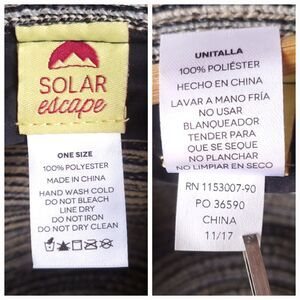 SOLAR
escape
ONE SIZE
100% POLYESTER
MADE IN CHINA
HAND WASH COLD
DO NOT BLEACH
LINE DRY
DO NOT IRON
DO NOT DRY CLEAN
UNITALLA
100% POLIÉSTER
HECHO EN CHINA
LAVAR A MANO FRÍA
NO USAR
BLANQUEADOR
TENDER PARA
QUE SE SEQUE
NO PLANCHAR
NO LIMPIAR EN SECO
RN 1153007-90
PO 36590
CHINA
11/17